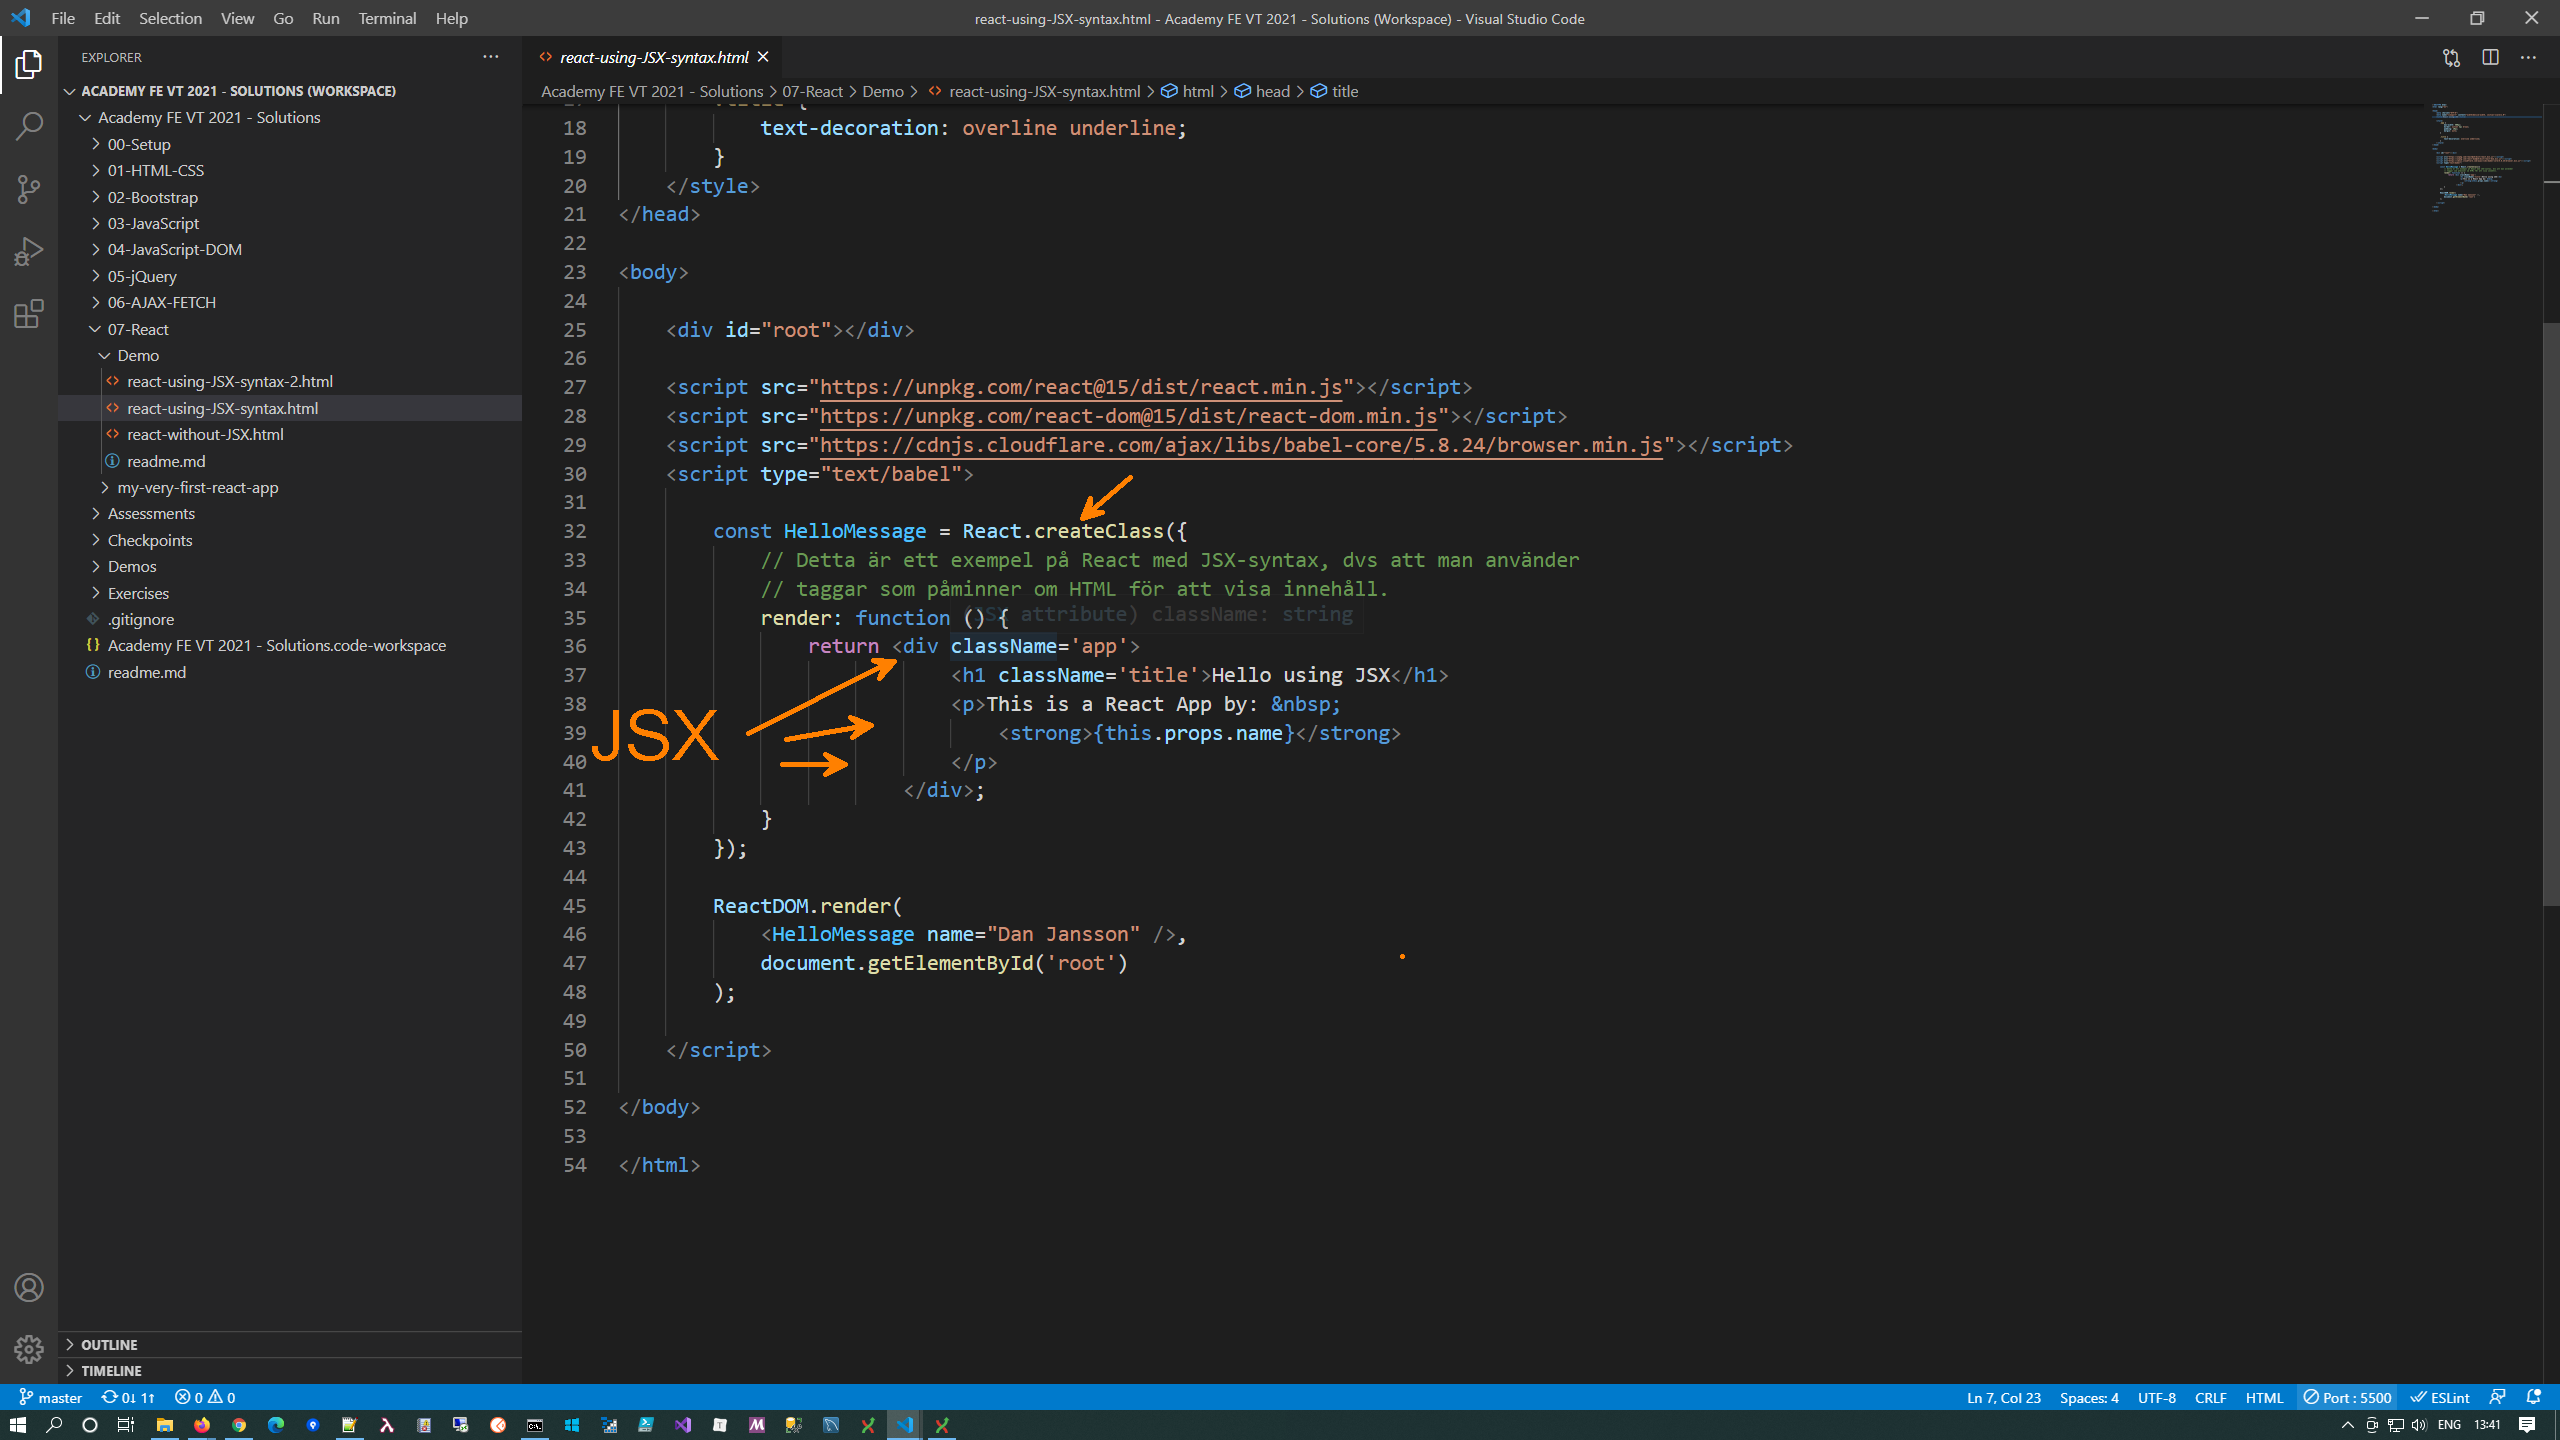 File Edit Selection View Go Run Terminal Help
react-using-JSX-syntax.html - Academy FE VT 2021 - Solutions (Workspace) - Visual Studio Code
EXPLORER
ACADEMY FE VT 2021 - SOLUTIONS (WORKSPACE)
Academy FE VT 2021 - Solutions
00-Setup
01-HTML-CSS
02-Bootstrap
03-JavaScript
04-JavaScript-DOM
05-jQuery
06-AJAX-FETCH
07-React
Demo
react-using-JSX-syntax-2.html
react-using-JSX-syntax.html
react-without-JSX.html
readme.md
my-very-first-react-app
Assessments
Checkpoints
Demos
Exercises
.gitignore
Academy FE VT 2021 - Solutions.code-workspace
readme.md
OUTLINE
TIMELINE
react-using-JSX-syntax.html
Academy FE VT 2021 - Solutions > 07-React > Demo > react-using-JSX-syntax.html > html > head > title
18 text-decoration: overline underline;
19 }
20 </style>
21 </head>
22
23 <body>
24
25 <div id="root"></div>
26
27 <script src="https://unpkg.com/react@15/dist/react.min.js"></script>
28 <script src="https://unpkg.com/react-dom@15/dist/react-dom.min.js"></script>
29 <script src="https://cdnjs.cloudflare.com/ajax/libs/babel-core/5.8.24/browser.min.js"></script>
30 <script type="text/babel">
31
32 const HelloMessage = React.createClass({
33 // Detta är ett exempel på React med JSX-syntax, dvs att man använder
34 // taggar som påminner om HTML för att visa innehåll.
attribute) className: string
35 render: function () {
36 return <div className='app'>
37 <h1 className='title'>Hello using JSX</h1>
38 <p>This is a React App by: &nbsp;
39 <strong>{this.props.name}</strong>
JSX
40 </p>
41 </div>;
42 }
43 });
44
45 ReactDOM.render(
46 <HelloMessage name="Dan Jansson" />,
47 document.getElementById('root')
48 );
49
50 </script>
51
52 </body>
53
54 </html>
master 0↓ 1↑ 0 0
Ln 7, Col 23 Spaces: 4 UTF-8 CRLF HTML Port : 5500 ESLint
ENG 13:41